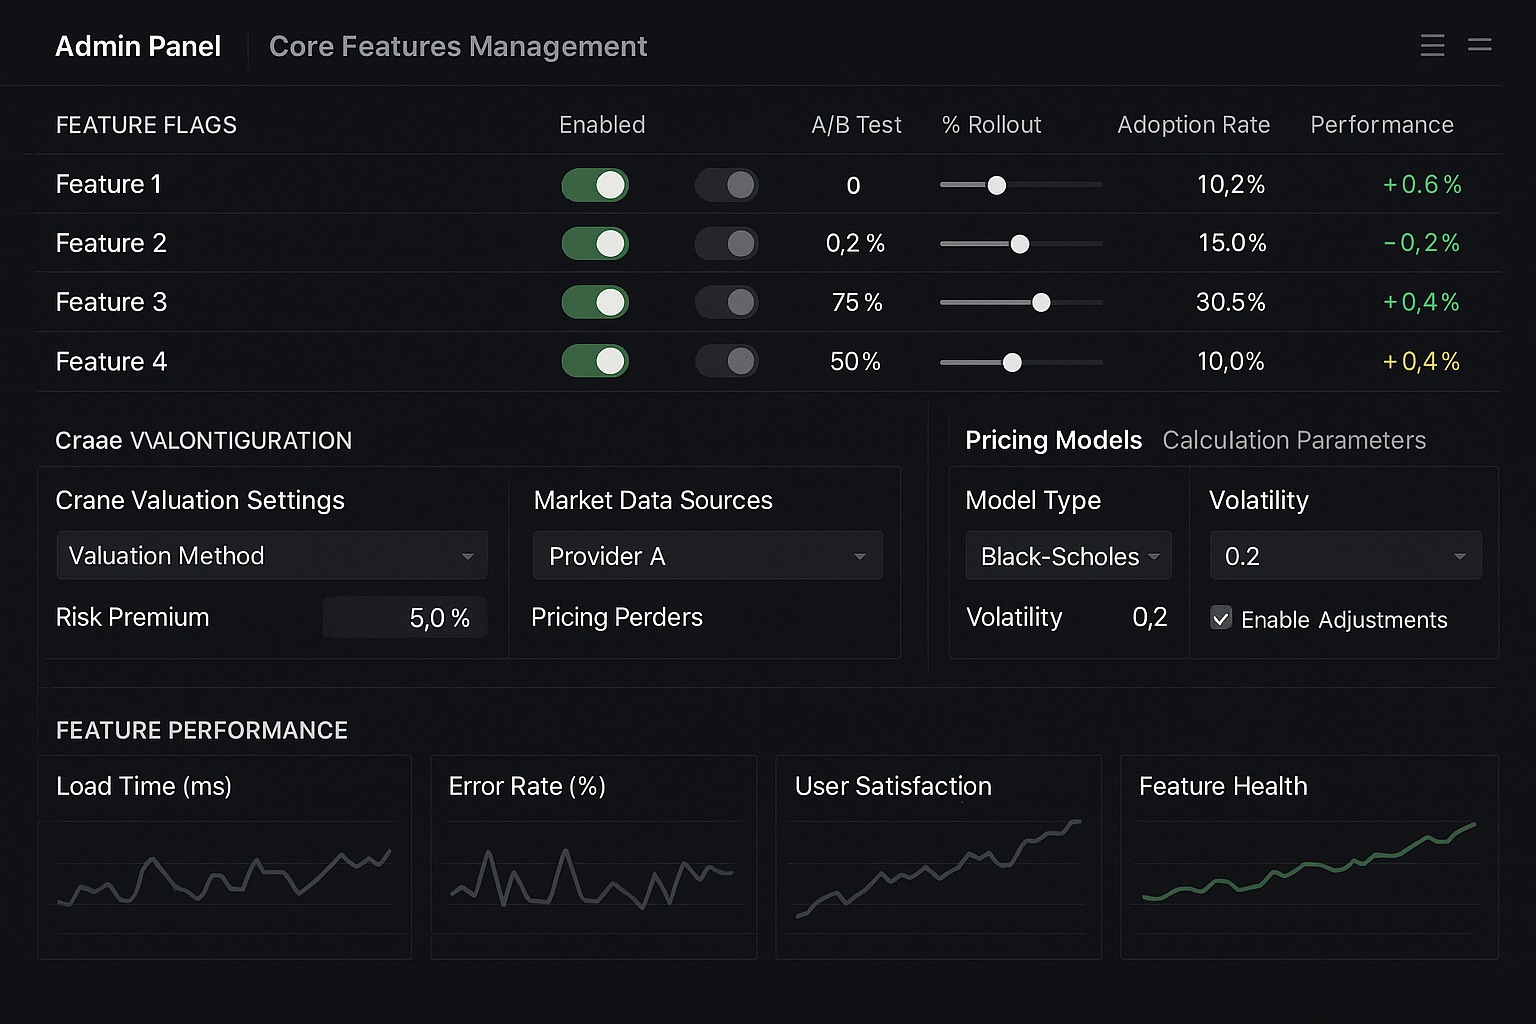 Admin Panel Core Features Management
FEATURE FLAGS Enabled A/B Test % Rollout Adoption Rate Performance
Feature 1 0 10,2% +0.6%
Feature 2 0,2 % 15.0% -0,2%
Feature 3 75% 30.5% +0,4%
Feature 4 50% 10,0% +0,4%
Craae V\ALONTIGURATION
Crane Valuation Settings Market Data Sources
Valuation Method Provider A
Risk Premium 5,0 % Pricing Perders
Pricing Models Calculation Parameters
Model Type Volatility
Black-Scholes 0.2
Volatility 0,2 Enable Adjustments
FEATURE PERFORMANCE
Load Time (ms) Error Rate (%) User Satisfaction Feature Health